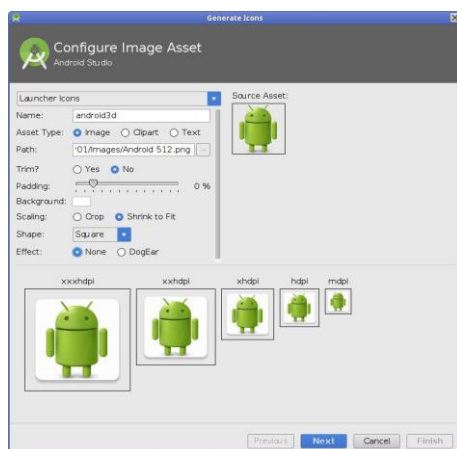 Generate Icons
Configure Image Asset
Android Studio
Launcher Icons
Source Asset:
Name: android3d
Asset Type: Image Clipart Text
Path: 01/Images/Android 512.png ...
Trim? Yes No
Padding: 0 %
Background:
Scaling: Crop Shrink to Fit
Shape: Square
Effect: None DogEar
xxxhdpi xxhdpi xhdpi hdpi mdpi
Previous Next Cancel Finish